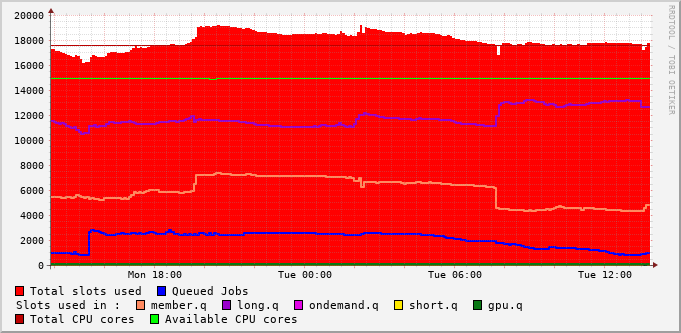 20000
18000
16000
14000
12000
10000
8000
6000
4000
2000
0
Mon 18:00 Tue 00:00 Tue 06:00 Tue 12:00
RRDTOOL / TOBI OETIKER
Total slots used Queued Jobs
Slots used in : member.q long.q ondemand.q short.q gpu.q
Total CPU cores Available CPU cores